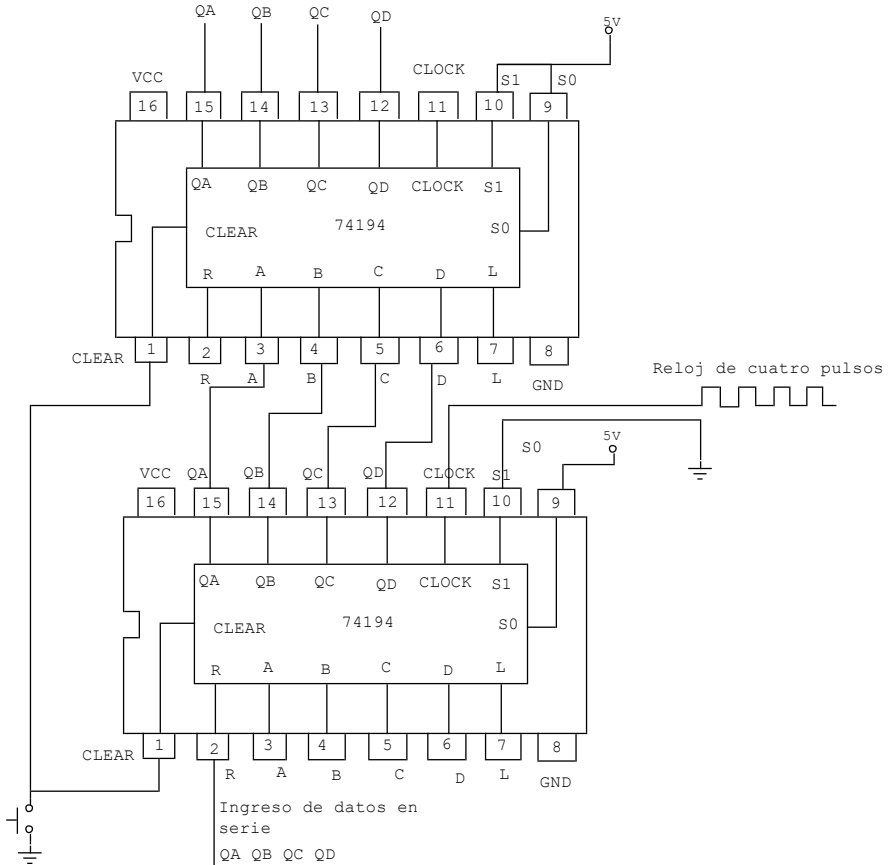 QA QB QC QD
5V
VCC CLOCK S1 S0
16 15 14 13 12 11 10 9
QA QB QC QD CLOCK S1
74194
CLEAR S0
R A B C D L
1 2 3 4 5 6 7 8
CLEAR R A B C D L GND
Reloj de cuatro pulsos
S0 5V
VCC QA QB QC QD CLOCK S1
16 15 14 13 12 11 10 9
QA QB QC QD CLOCK S1
74194
CLEAR S0
R A B C D L
1 2 3 4 5 6 7 8
CLEAR R A B C D L GND
Ingreso de datos en
serie
QA QB QC QD